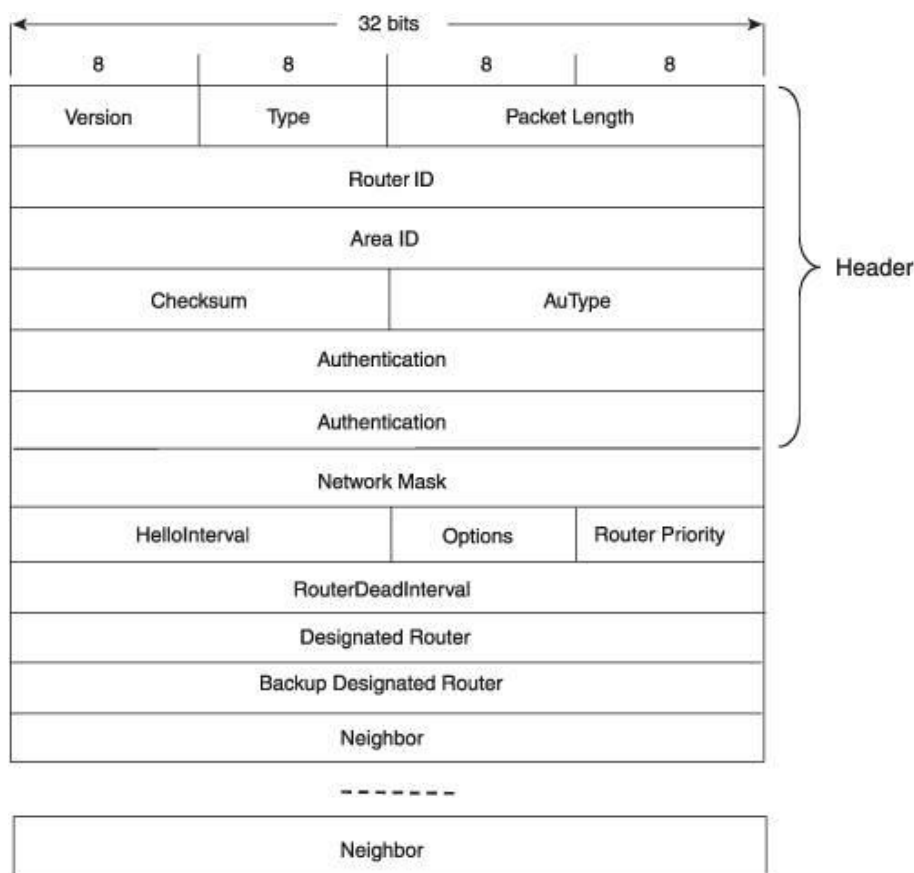 32 bits
8 8 8 8
Version Type Packet Length
Router ID
Area ID
Header
Checksum AuType
Authentication
Authentication
Network Mask
HelloInterval Options Router Priority
RouterDeadInterval
Designated Router
Backup Designated Router
Neighbor
Neighbor